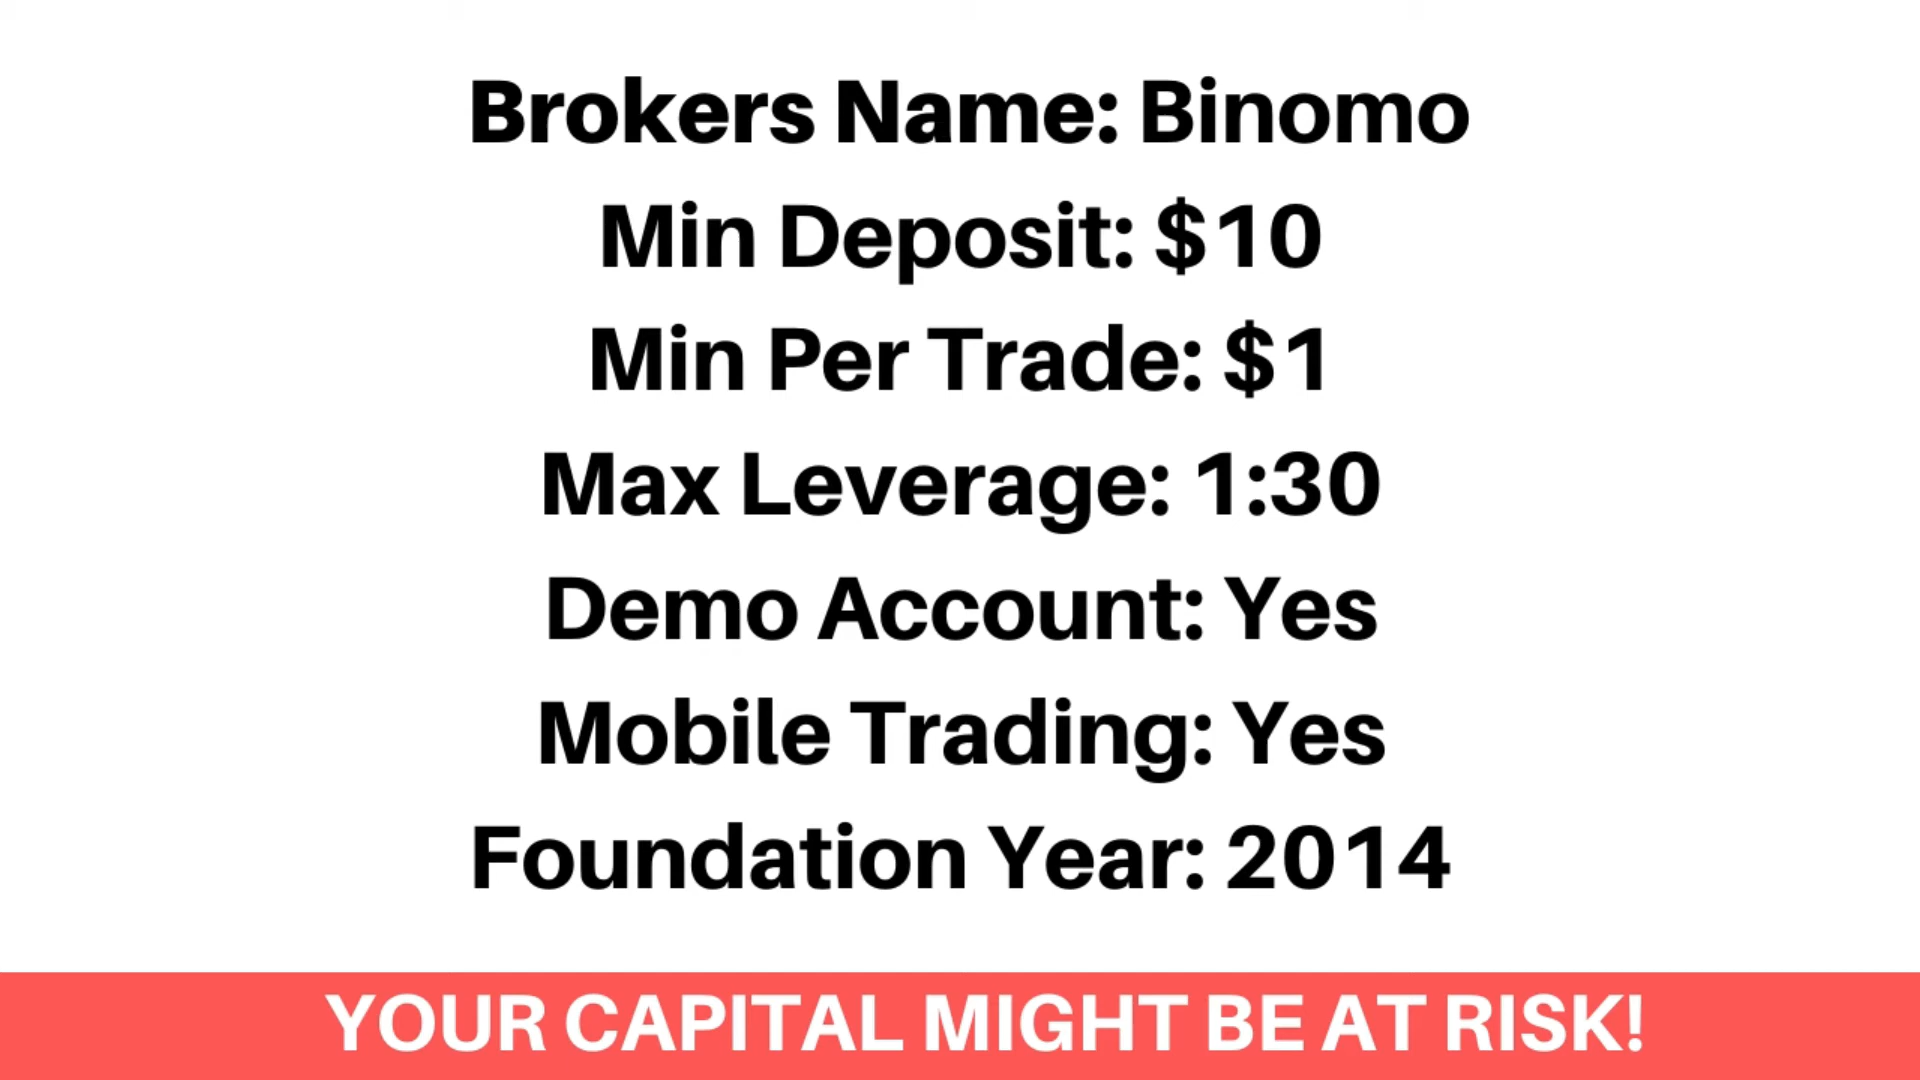 Brokers Name: Binomo
Min Deposit: $10
Min Per Trade: $1
Max Leverage: 1:30
Demo Account: Yes
Mobile Trading: Yes
Foundation Year: 2014
YOUR CAPITAL MIGHT BE AT RISK!